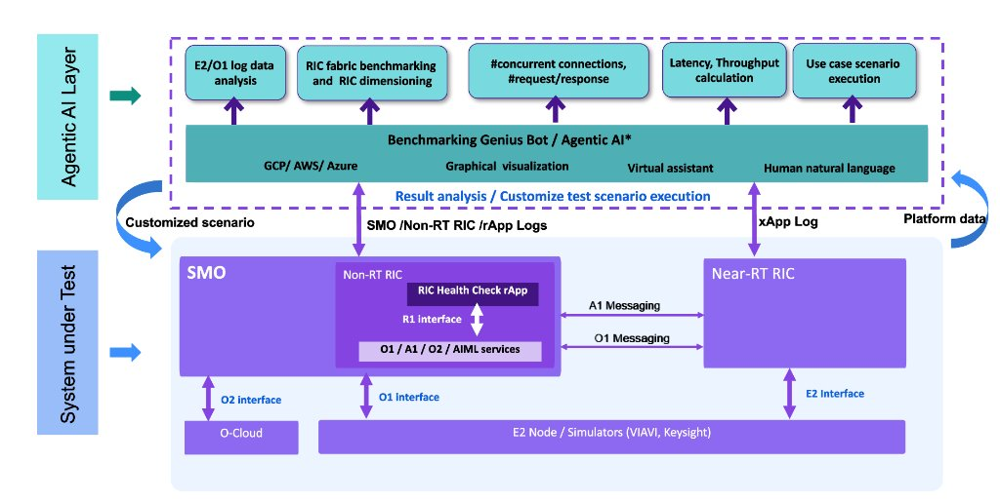 Agentic AI Layer
E2/O1 log data
analysis
RIC fabric benchmarking
and RIC dimensioning
#concurrent connections,
#request/response
Latency, Throughput
calculation
Use case scenario
execution
Benchmarking Genius Bot / Agentic AI*
GCP/ AWS/ Azure
Graphical visualization
Virtual assistant
Human natural language
Result analysis / Customize test scenario execution
Customized scenario
SMO /Non-RT RIC /rApp Logs
xApp Log
Platform data
System under Test
SMO
Non-RT RIC
RIC Health Check rApp
R1 interface
O1 / A1 / O2 / AIML services
Near-RT RIC
A1 Messaging
O1 Messaging
O2 interface
O1 interface
E2 Interface
O-Cloud
E2 Node / Simulators (VIAVI, Keysight)